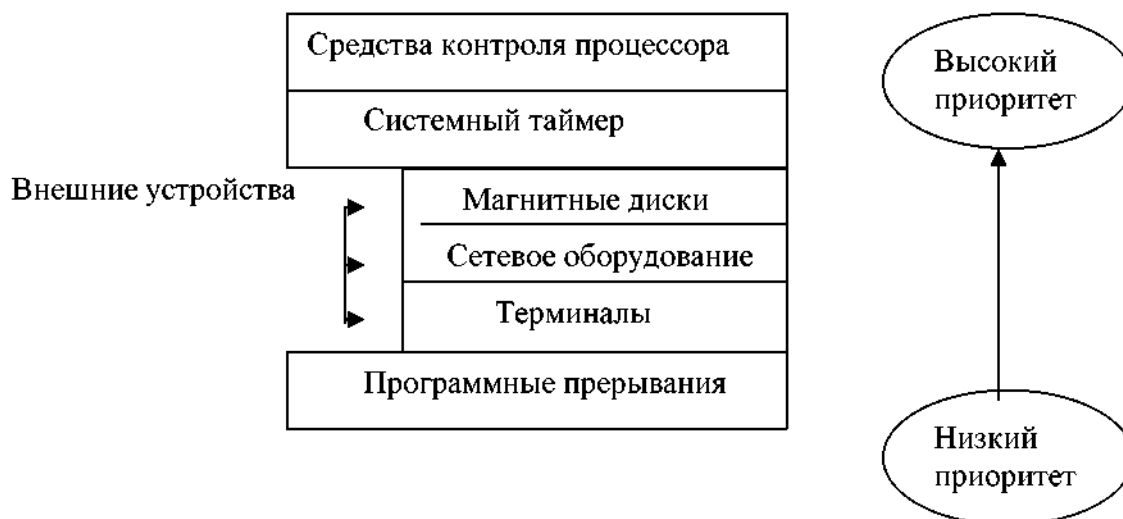 Средства контроля процессора
Системный таймер
Внешние устройства
Магнитные диски
Сетевое оборудование
Терминалы
Программные прерывания
Высокий
приоритет
Низкий
приоритет